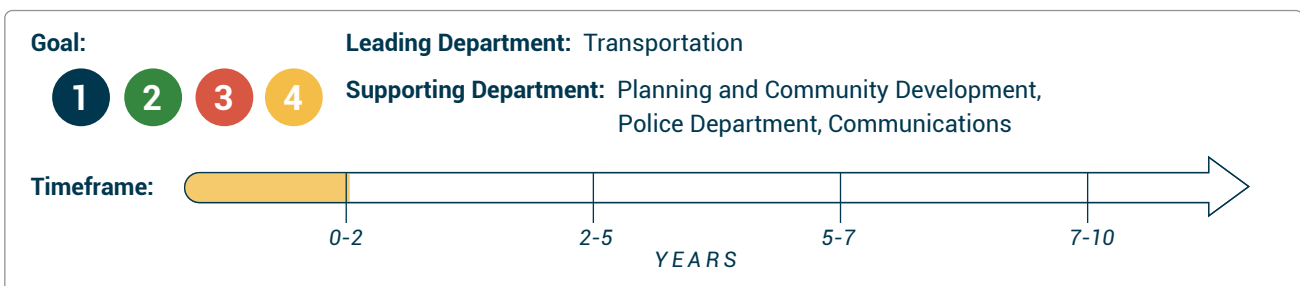 Goal:
Leading Department: Transportation
1 2 3 4
Supporting Department: Planning and Community Development,
Police Department, Communications
Timeframe:
0-2 2-5 5-7 7-10
YEARS